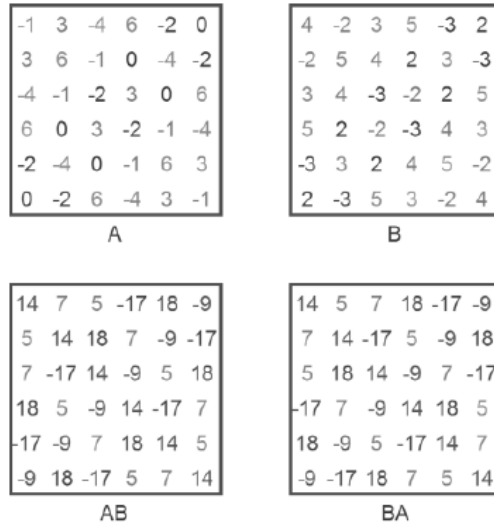 -1 3 -4 6 -2 0
3 6 -1 0 -4 -2
-4 -1 -2 3 0 6
6 0 3 -2 -1 -4
-2 -4 0 -1 6 3
0 -2 6 -4 3 -1
A
4 -2 3 5 -3 2
-2 5 4 2 3 -3
3 4 -3 -2 2 5
5 2 -2 -3 4 3
-3 3 2 4 5 -2
2 -3 5 3 -2 4
B
14 7 5 -17 18 -9
5 14 18 7 -9 -17
7 -17 14 -9 5 18
18 5 -9 14 -17 7
-17 -9 7 18 14 5
-9 18 -17 5 7 14
AB
14 5 7 18 -17 -9
7 14 -17 5 -9 18
5 18 14 -9 7 -17
-17 7 -9 14 18 5
18 -9 5 -17 14 7
-9 -17 18 7 5 14
BA